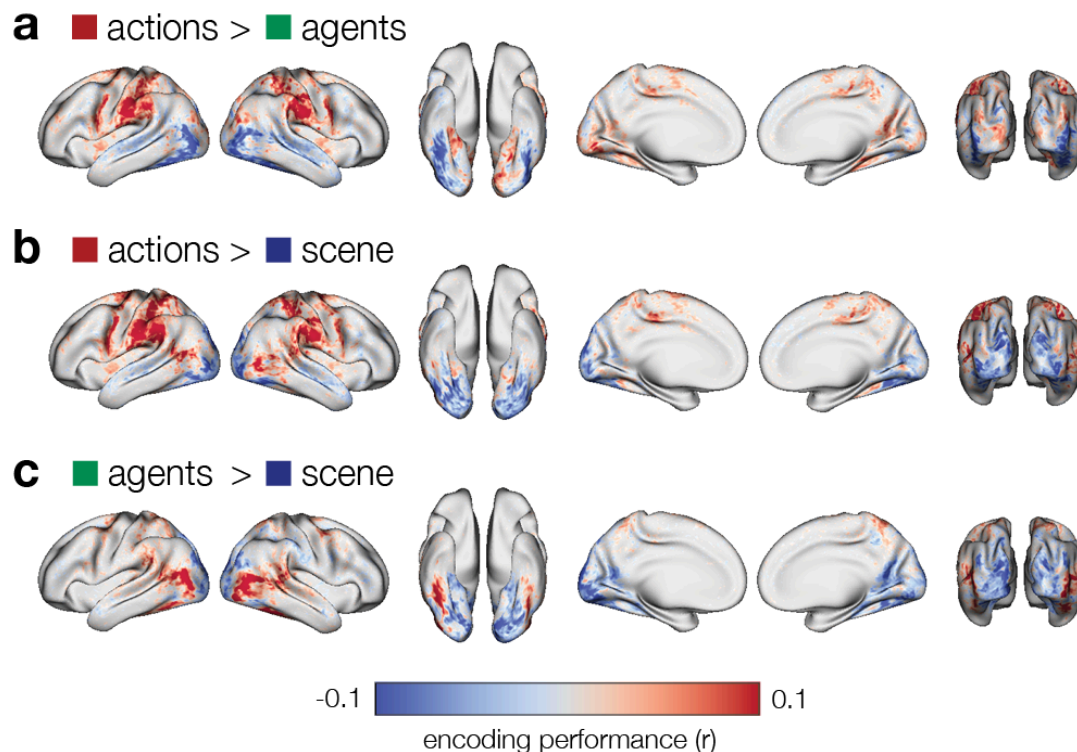 a actions > agents
b actions > scene
c agents > scene
-0.1 0.1
encoding performance (r)